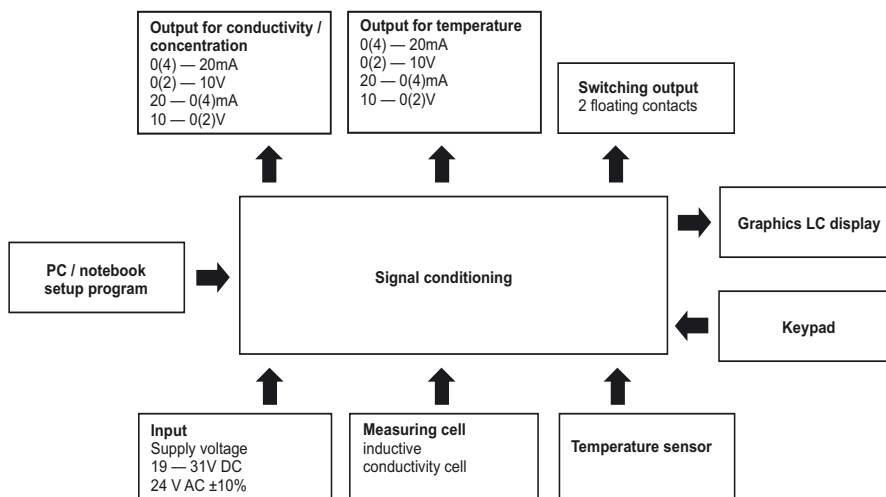 Output for conductivity /
concentration
0(4) — 20mA
0(2) — 10V
20 — 0(4)mA
10 — 0(2)V
Output for temperature
0(4) — 20mA
0(2) — 10V
20 — 0(4)mA
10 — 0(2)V
Switching output
2 floating contacts
Graphics LC display
PC / notebook
setup program
Signal conditioning
Keypad
Input
Supply voltage
19 — 31V DC
24 V AC ±10%
Measuring cell
inductive
conductivity cell
Temperature sensor